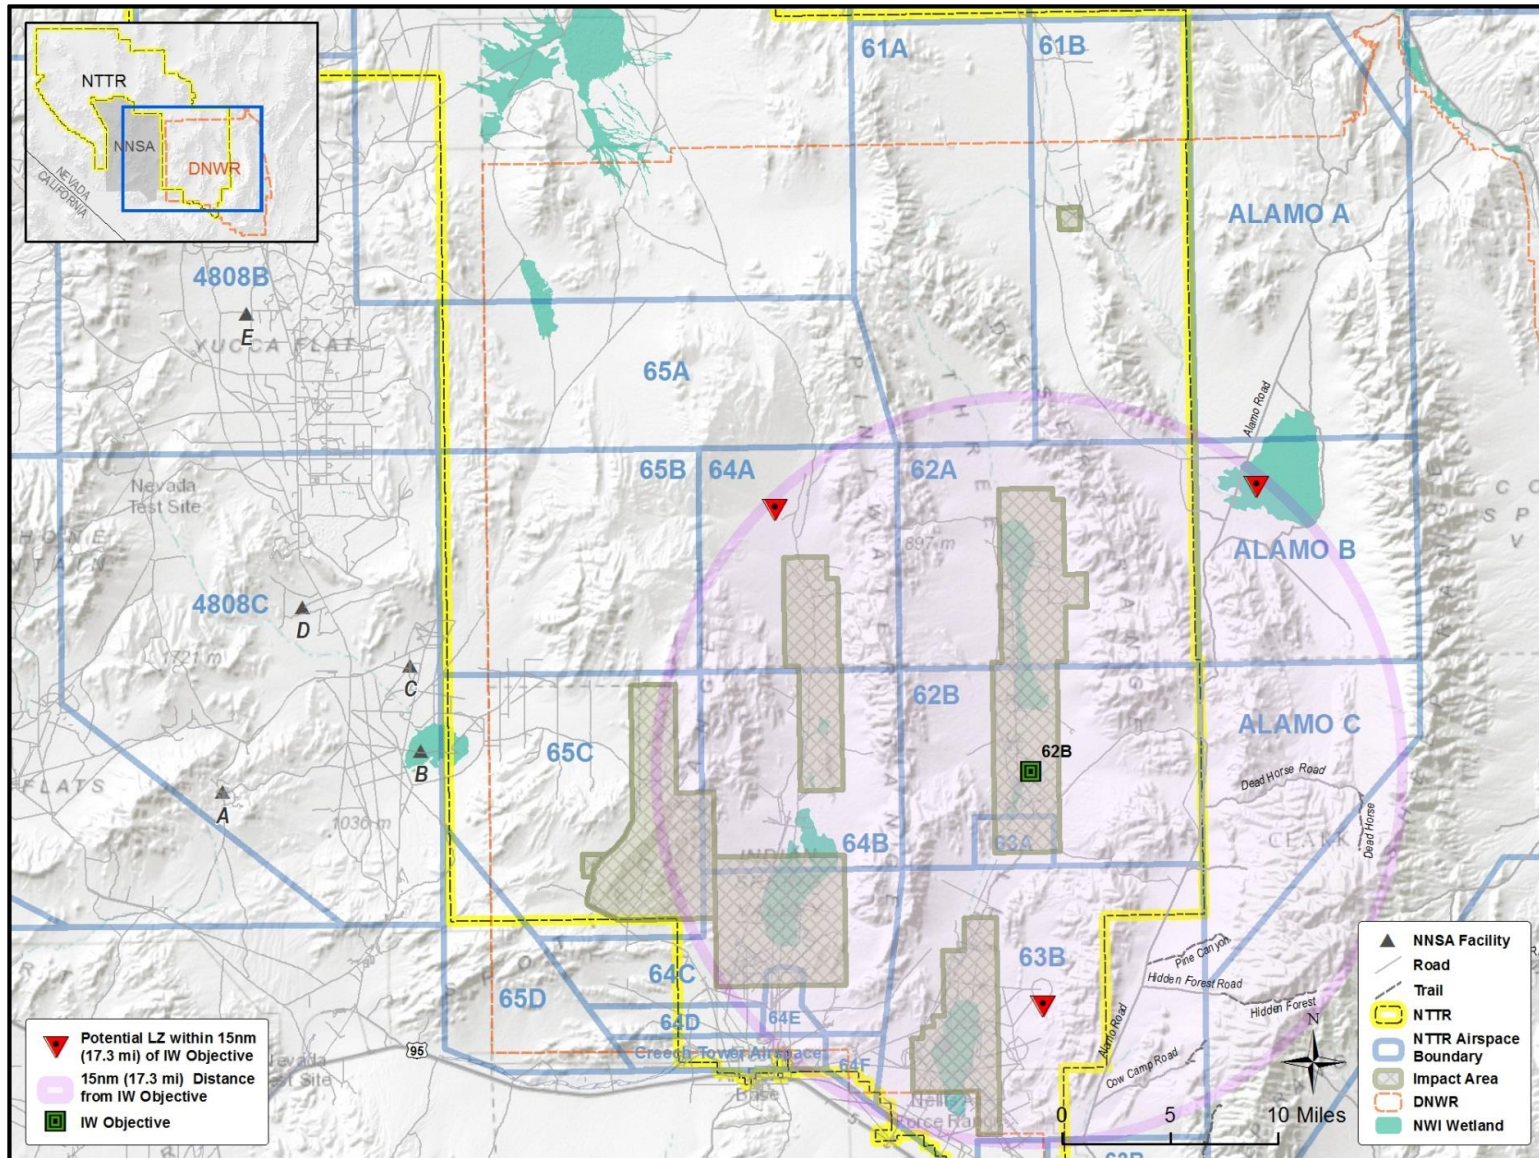 NTTR
NNSA
DNWR
NEVADA
CALIFORNIA
61A
61B
ALAMO A
4808B
E
YUCCA FLAT
65A
Alamo Road
65B
64A
62A
Nevada
Test Site
897 m
ALAMO B
4808C
D
1721 m
C
62B
65C
ALAMO C
62B
B
Dead Horse Road
FLATS
A
1036 m
Dead Horse
63A
64B
CLARK
63B
Pine Canyon
Hidden Forest Road
Hidden Forest
64C
65D
64E
64D
Alamo Road
Creech Tower Airspace
64F
95
Cow Camp Road
Base
N
0 5 10 Miles
Potential LZ within 15nm
(17.3 mi) of IW Objective
15nm (17.3 mi) Distance
from IW Objective
IW Objective
NNSA Facility
Road
Trail
NTTR
NTTR Airspace
Boundary
Impact Area
DNWR
NWI Wetland